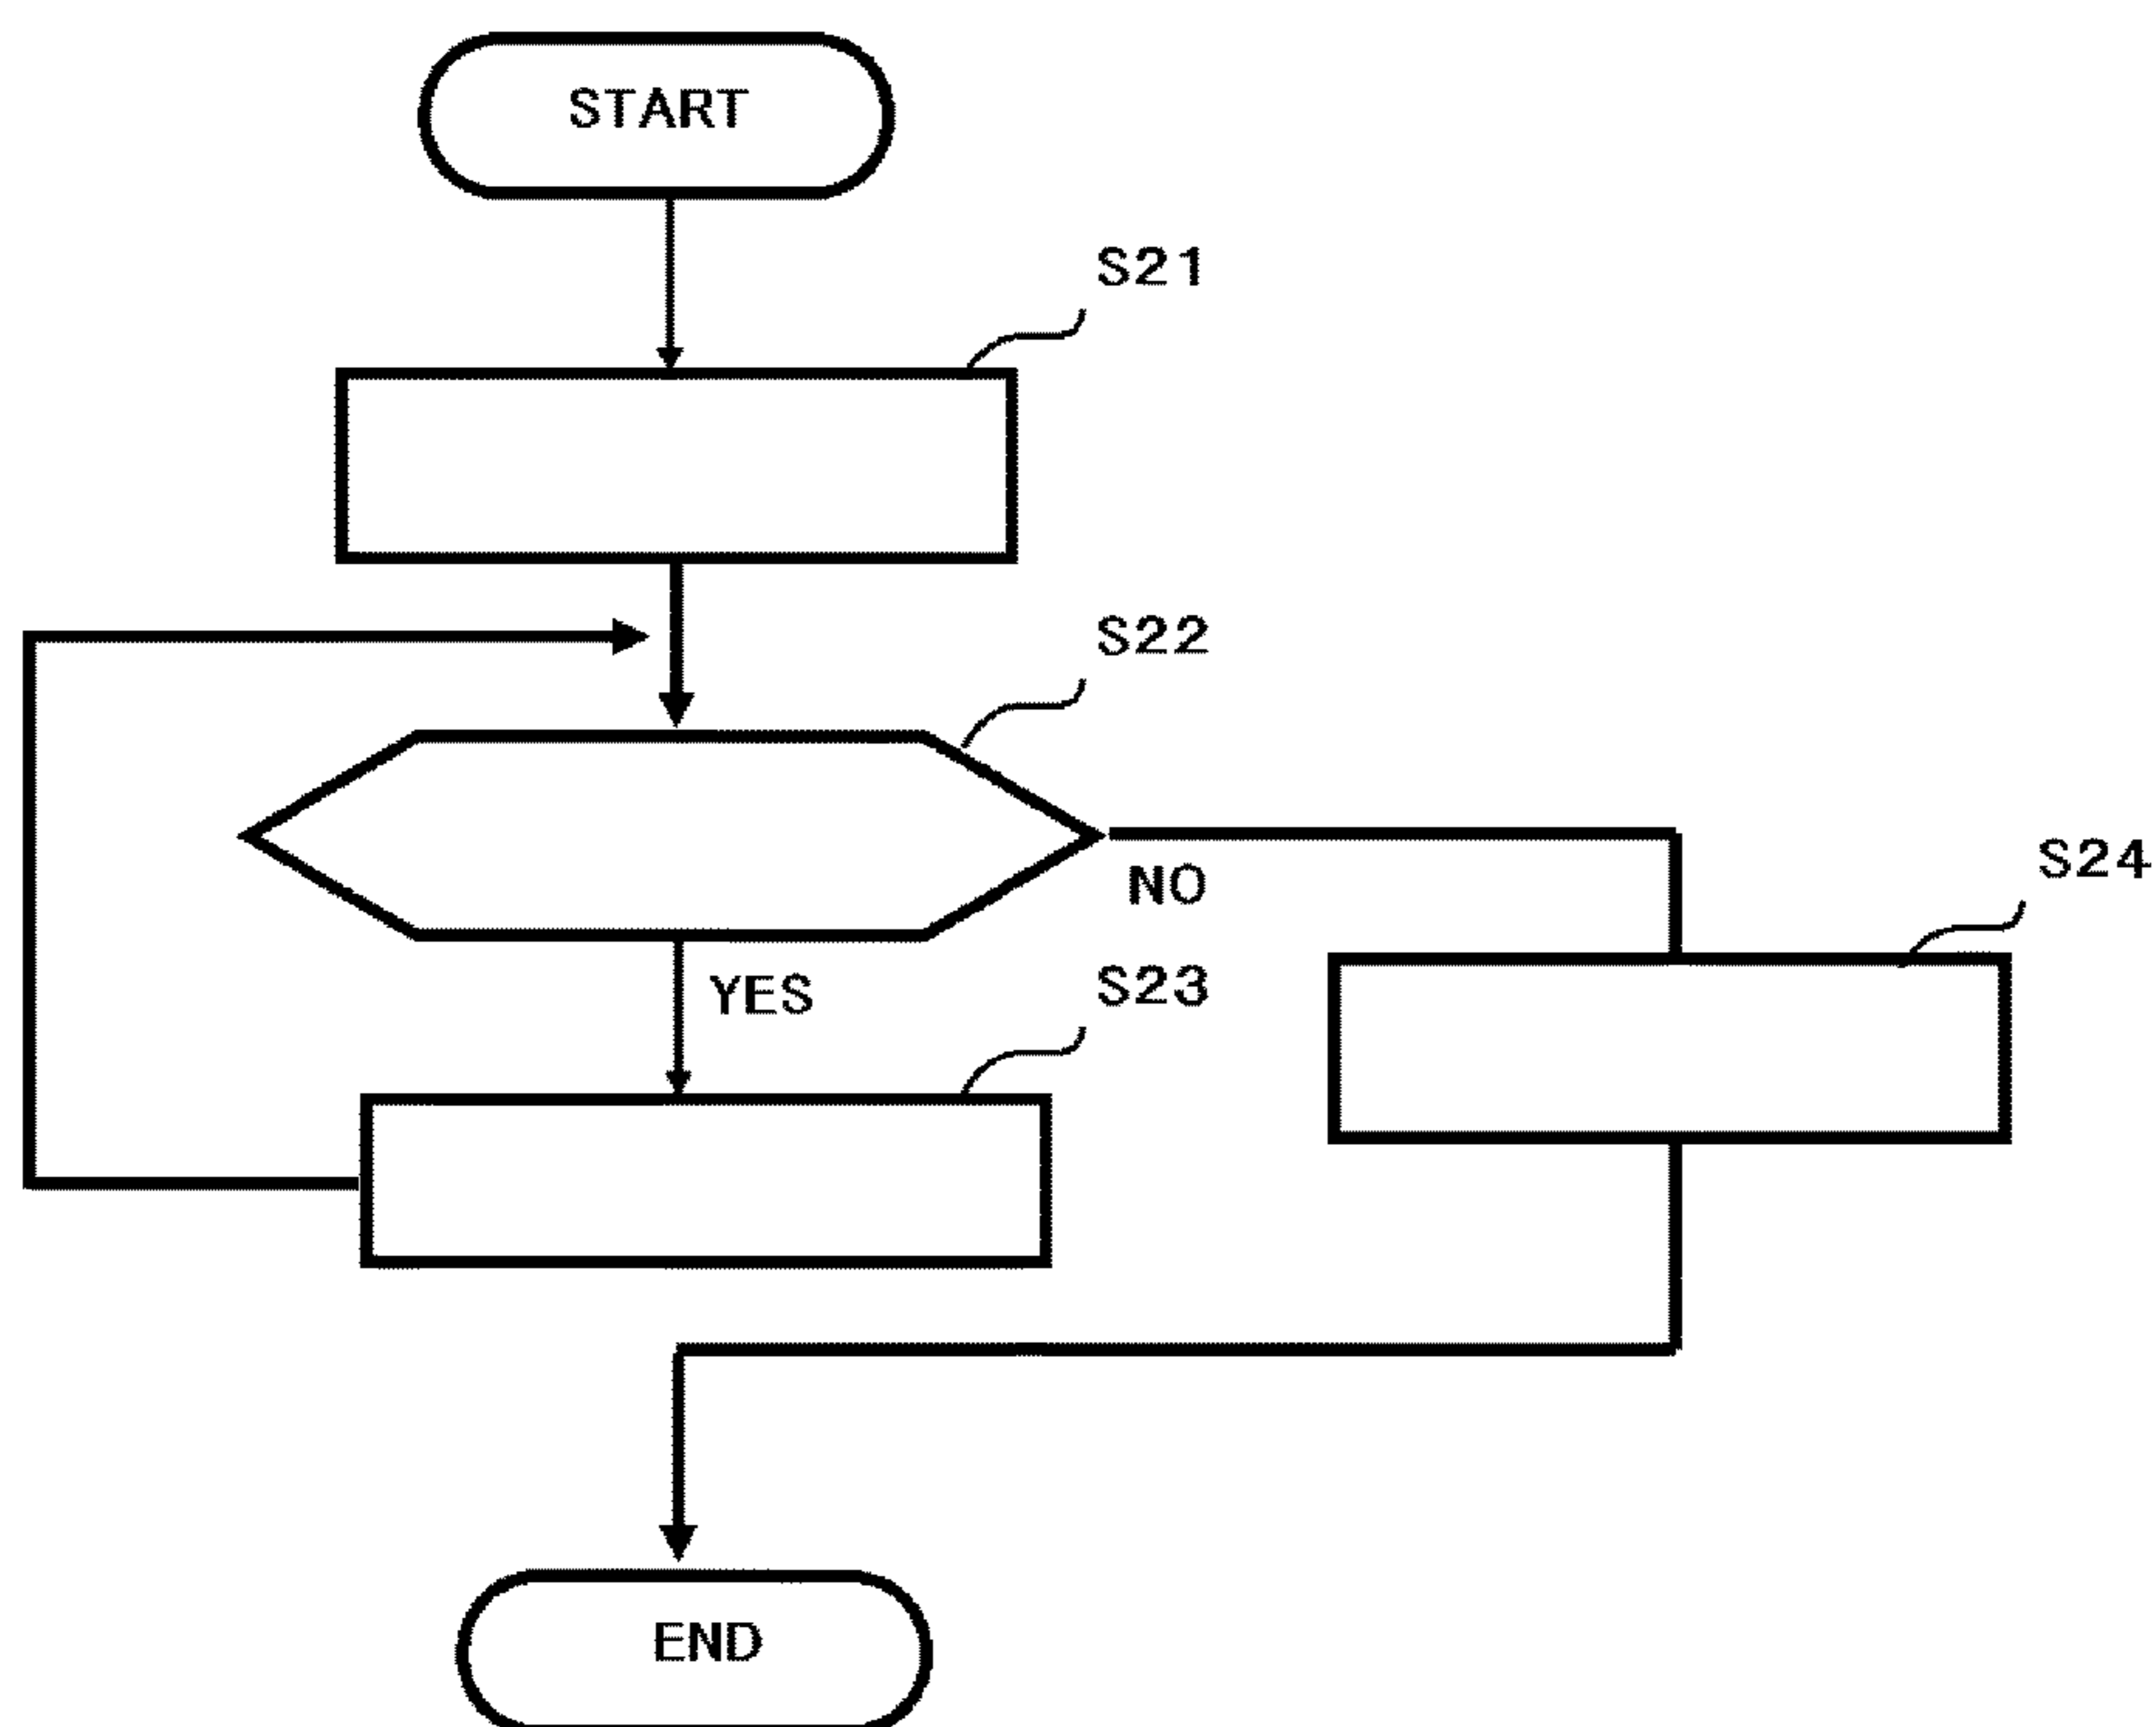 START
S21
S22
NO
S24
YES
S23
END